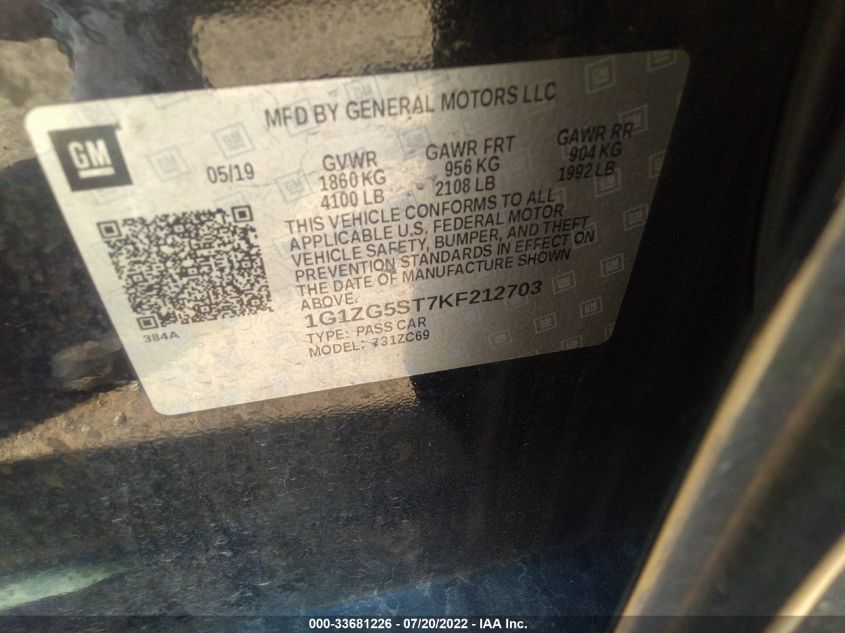 MFD BY GENERAL MOTORS LLC
GM
05/19
GVWR
1860 KG
4100 LB
GAWR FRT
956 KG
2108 LB
GAWR RR
904 KG
1992 LB
THIS VEHICLE CONFORMS TO ALL
APPLICABLE U.S. FEDERAL MOTOR
VEHICLE SAFETY, BUMPER, AND THEFT
PREVENTION STANDARDS IN EFFECT ON
THE DATE OF MANUFACTURE SHOWN
ABOVE.
1G1ZG5ST7KF212703
TYPE: PASS CAR
MODEL: 731ZC69
384A
000-33681226 - 07/20/2022 - IAA Inc.